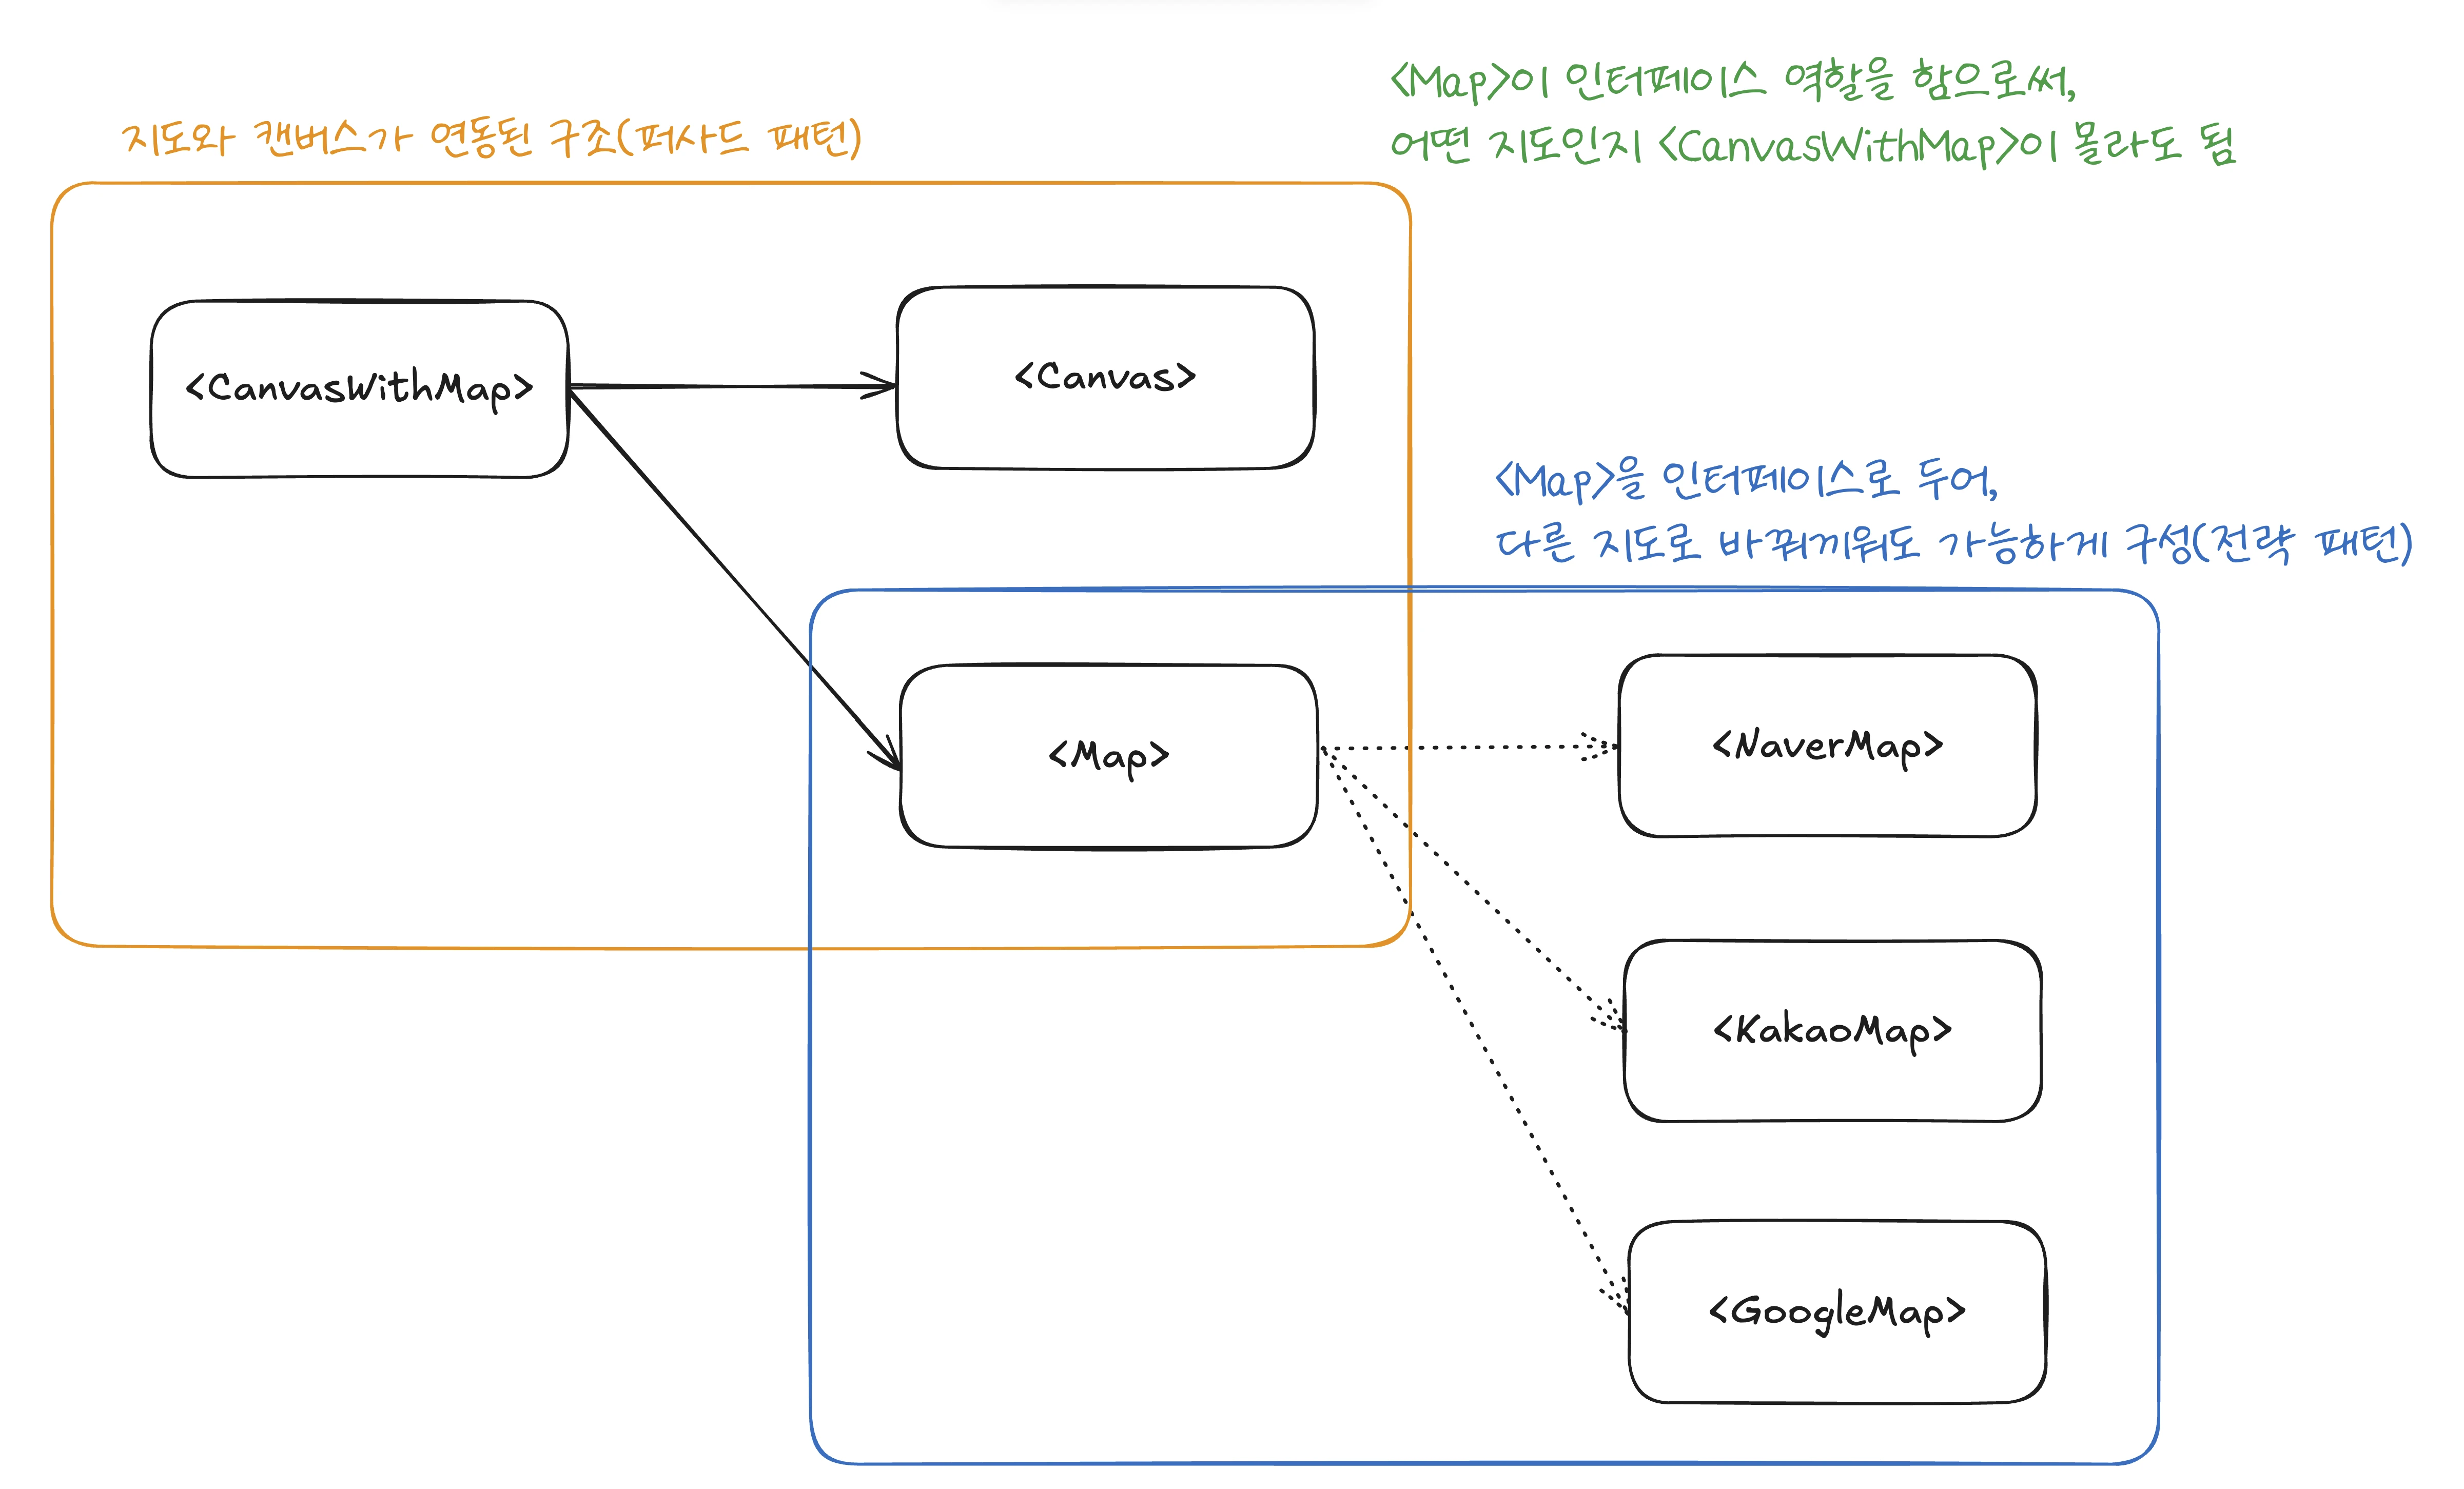 <Map>이 인터페이스 역할을 함으로써,
어떤 지도인지 <CanvasWithMap>이 몰라도 됨
지도와 캔버스가 연동된 구조(퍼사드 패턴)
<CanvasWithMap>
<Canvas>
<Map>을 인터페이스로 두어,
다른 지도로 바꿔끼워도 가능하게 구성(전략 패턴)
<Map>
<NaverMap>
<KakaoMap>
<GoogleMap>